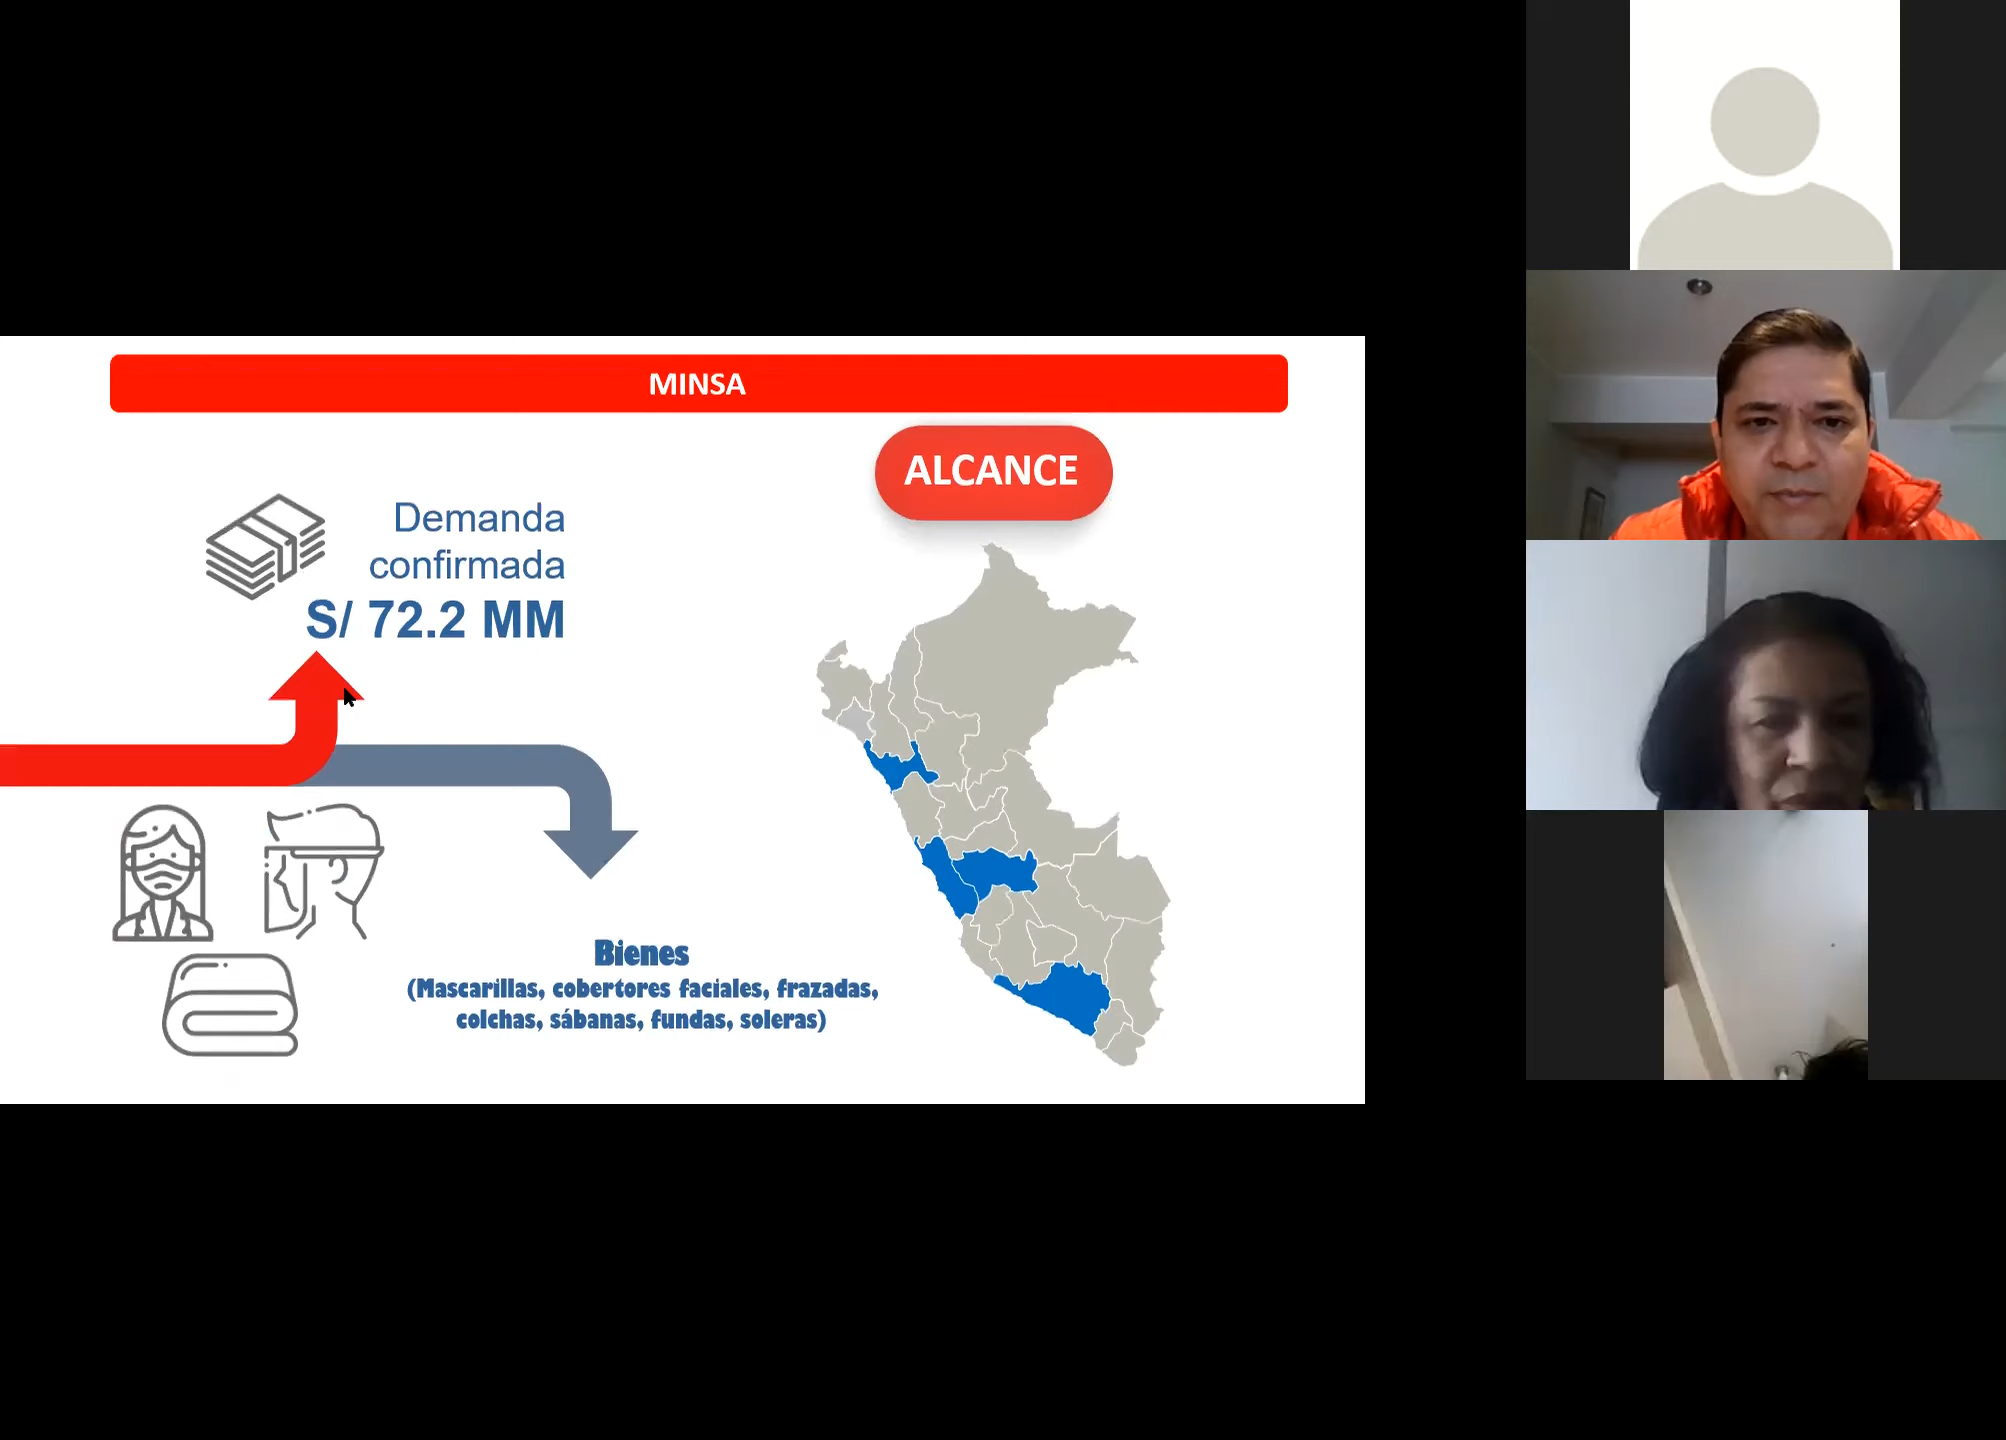 MINSA
ALCANCE
Demanda
confirmada
S/ 72.2 MM
Bienes
(Mascarillas, cobertores faciales, frazadas,
colchas, sábanas, fundas, soleras)